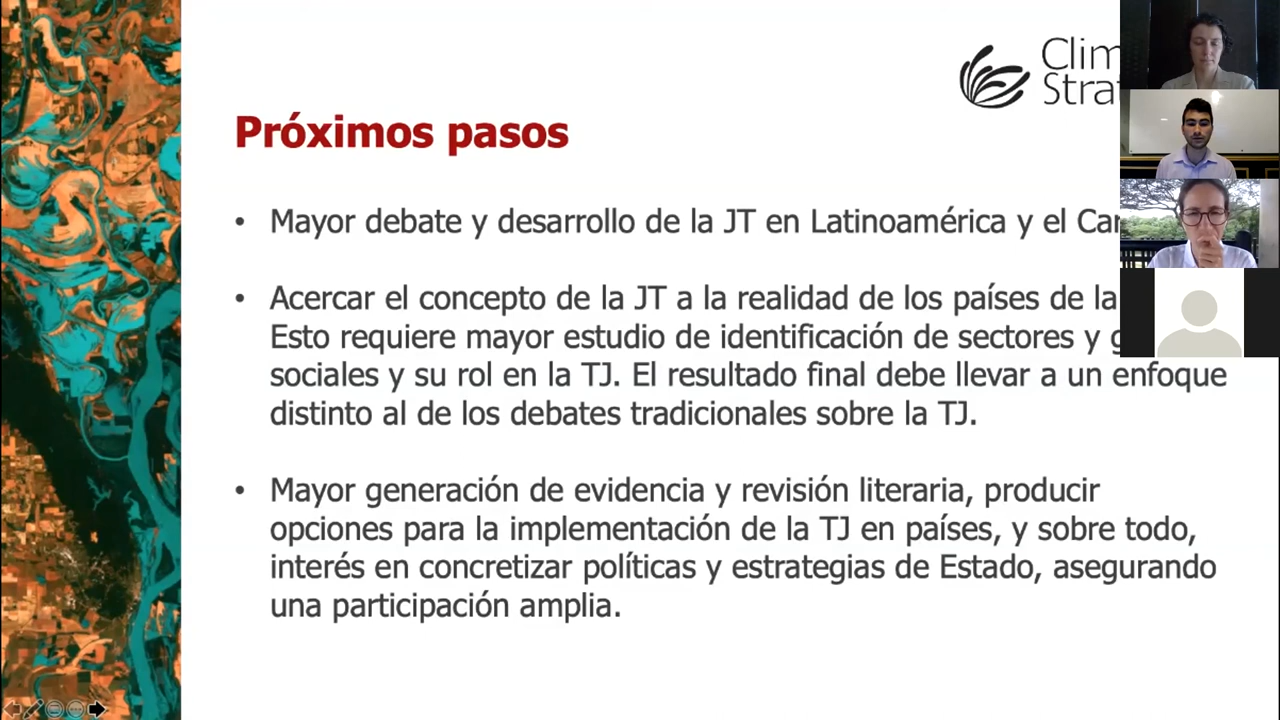 Próximos pasos
• Mayor debate y desarrollo de la JT en Latinoamérica y el
• Acercar el concepto de la JT a la realidad de los países de la
Esto requiere mayor estudio de identificación de sectores y
sociales y su rol en la TJ. El resultado final debe llevar a un enfoque
distinto al de los debates tradicionales sobre la TJ.
• Mayor generación de evidencia y revisión literaria, producir
opciones para la implementación de la TJ en países, y sobre todo,
interés en concretizar políticas y estrategias de Estado, asegurando
una participación amplia.